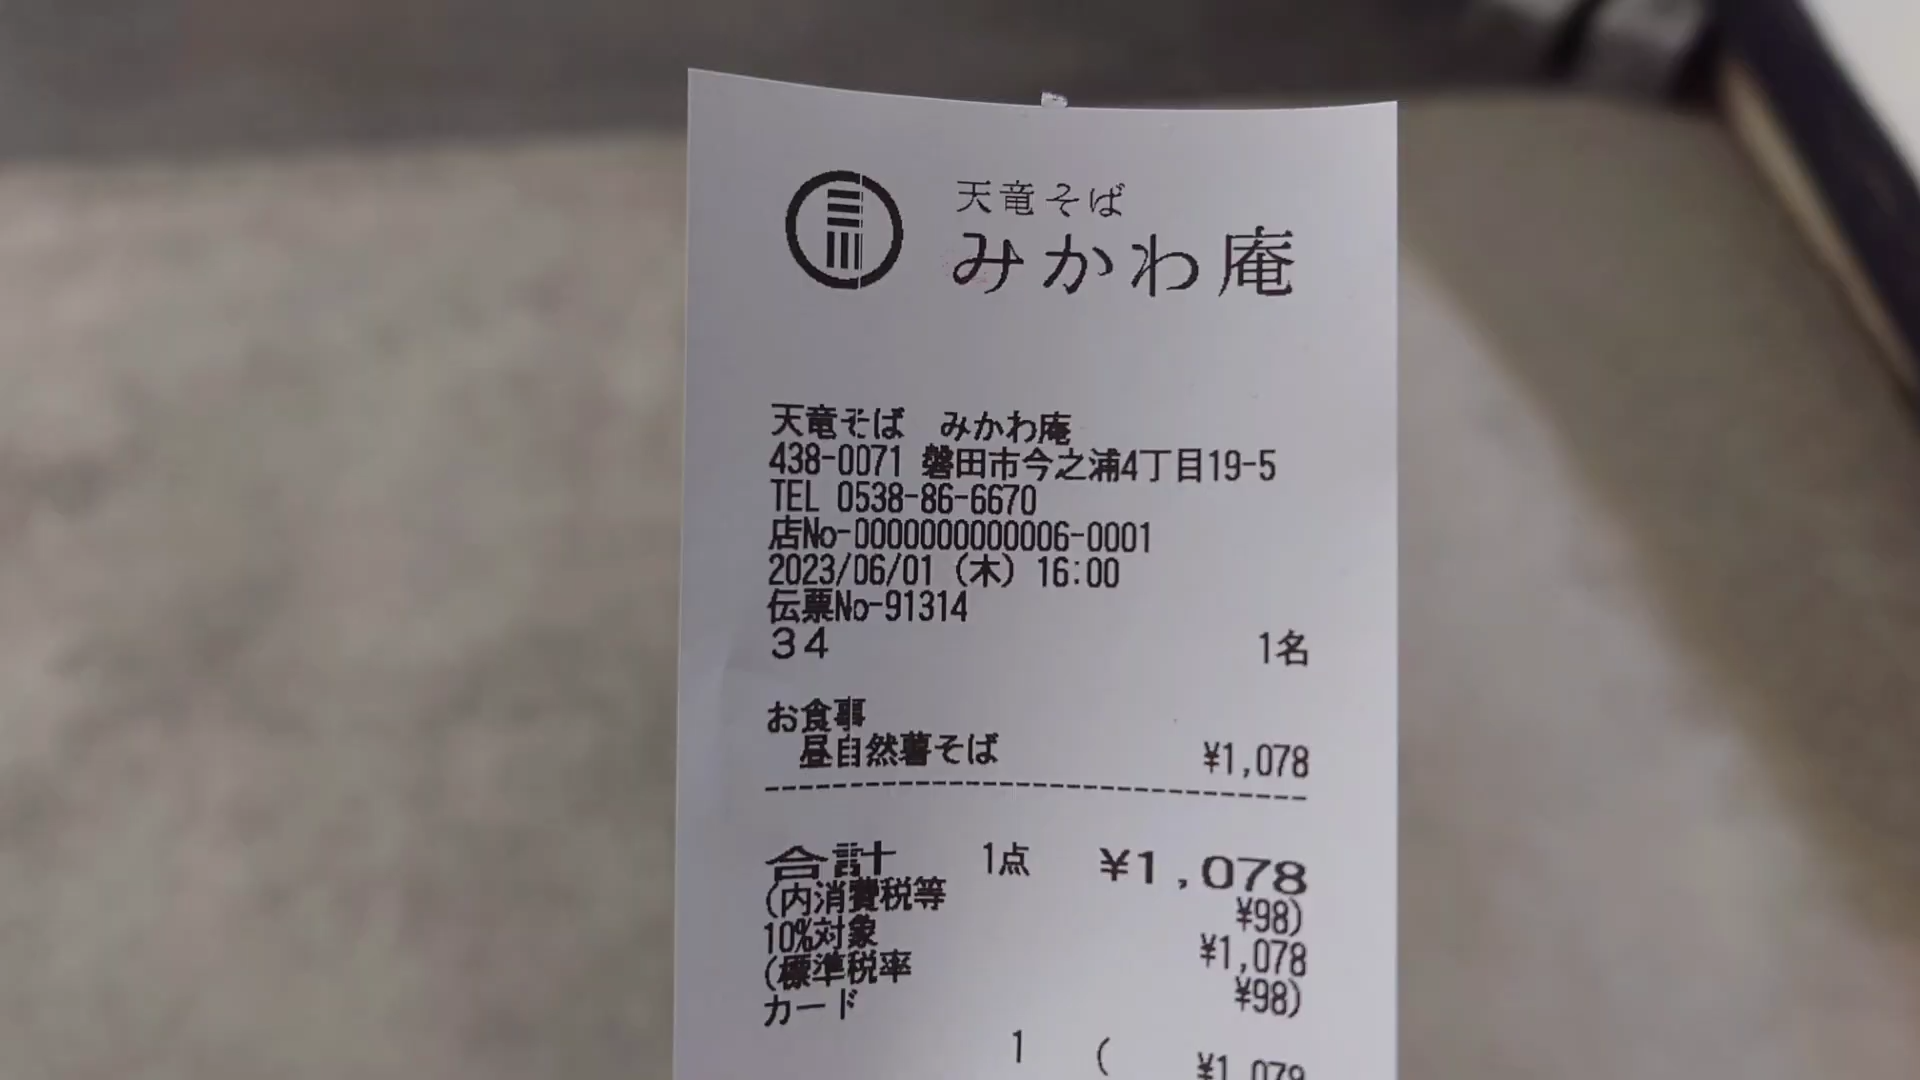 天竜そば
みかわ庵
天竜そば　みかわ庵
438-0071 磐田市今之浦4丁目19-5
TEL 0538-86-6670
店No-0000000000006-0001
2023/06/01 (木) 16:00
伝票No-91314
３４ 1名
お食事
昼自然薯そば ¥1,078
合計 1点 ¥1,078
(内消費税等 ¥98)
10%対象 ¥1,078
(標準税率 ¥98)
カード
1 (